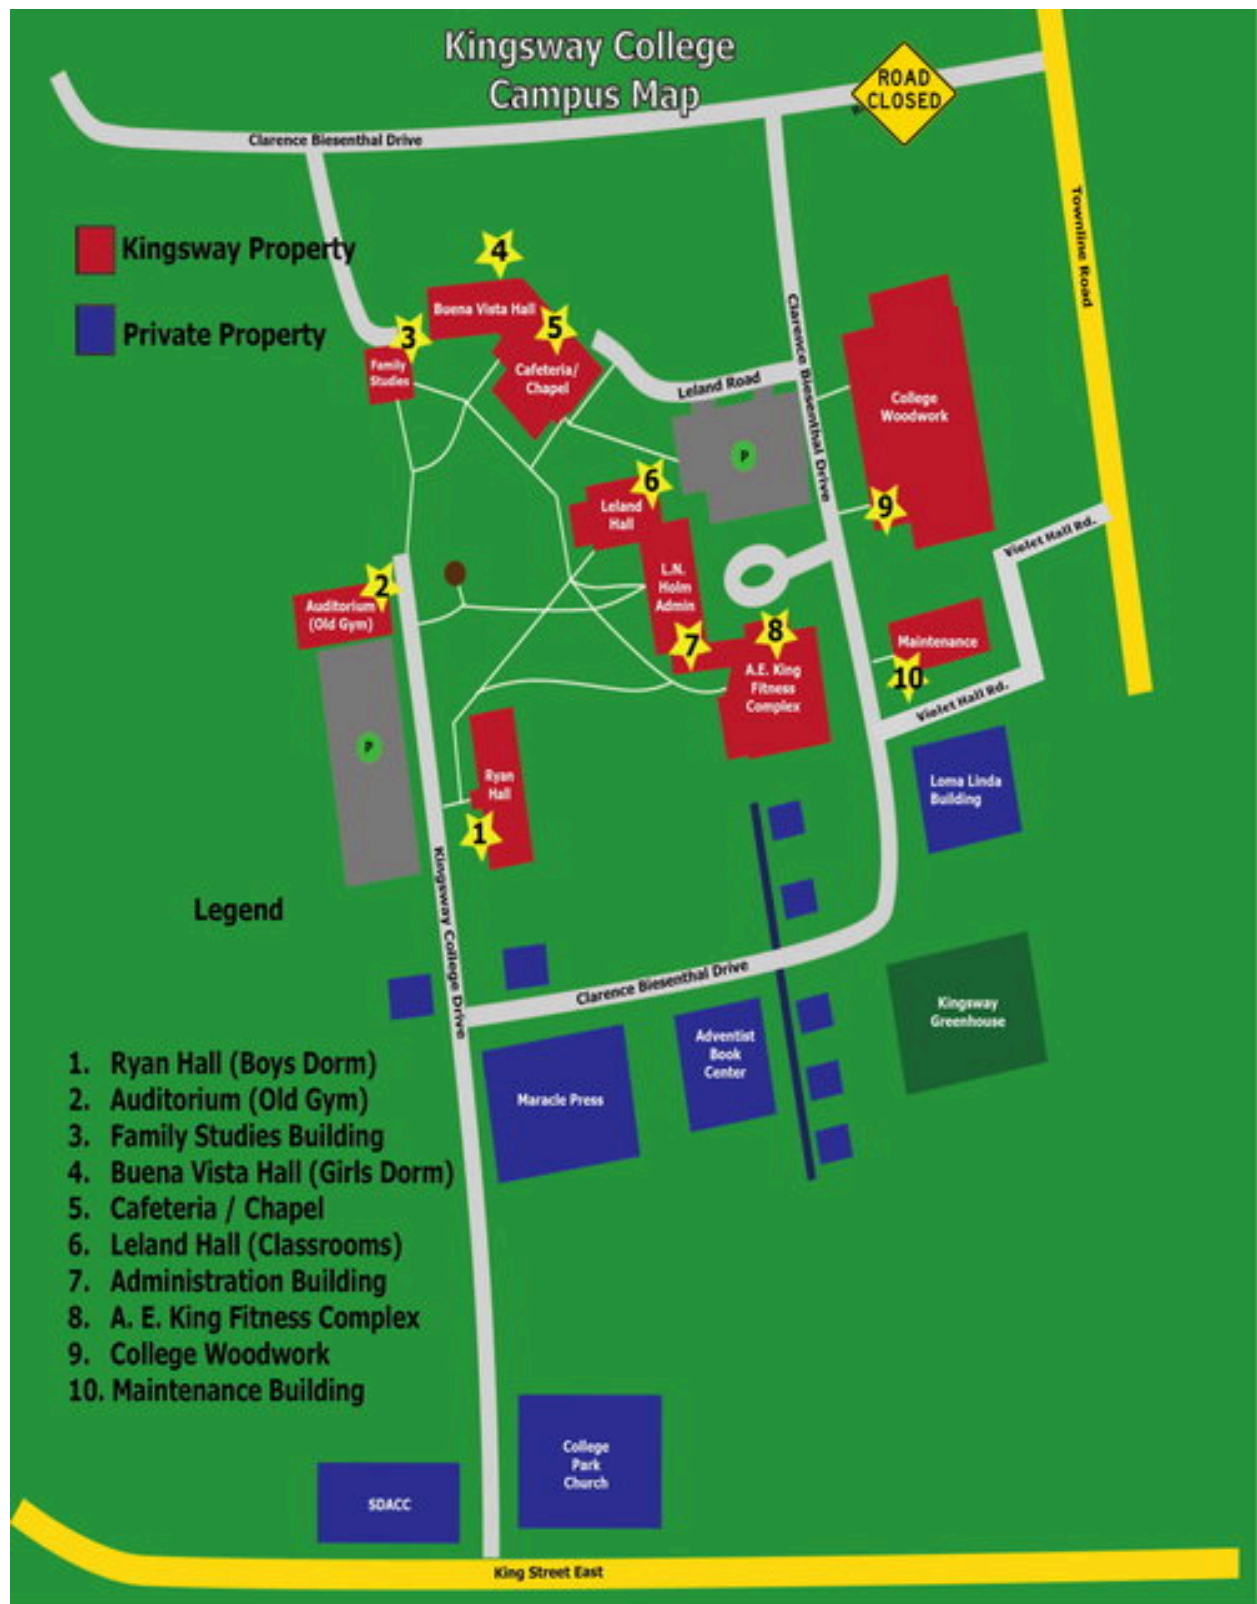 Kingsway College
Campus Map
ROAD
CLOSED
Clarence Biesenthal Drive
Townline Road
Kingsway Property
Private Property
4
Buena Vista Hall
5
3
Family
Studies
Cafeteria/
Chapel
Leland Road
Clarence Biesenthal Drive
College
Woodwork
P
6
Leland
Hall
9
Violet Hall Rd.
L.N.
Holm
Admin
2
Auditorium
(Old Gym)
7
8
A.E. King
Fitness
Complex
Maintenance
10
Violet Hall Rd.
P
Ryan
Hall
1
Loma Linda
Building
Kingsway College Drive
Legend
Clarence Biesenthal Drive
Kingsway
Greenhouse
Adventist
Book
Center
Maracle Press
1. Ryan Hall (Boys Dorm)
2. Auditorium (Old Gym)
3. Family Studies Building
4. Buena Vista Hall (Girls Dorm)
5. Cafeteria / Chapel
6. Leland Hall (Classrooms)
7. Administration Building
8. A. E. King Fitness Complex
9. College Woodwork
10. Maintenance Building
College
Park
Church
SDACC
King Street East